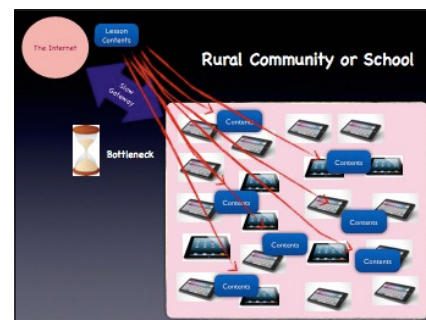 The Internet
Lesson
Contents
Rural Community or School
Slow
Gateway
Bottleneck
Contents
Contents
Contents
Contents
Contents
Contents
Contents